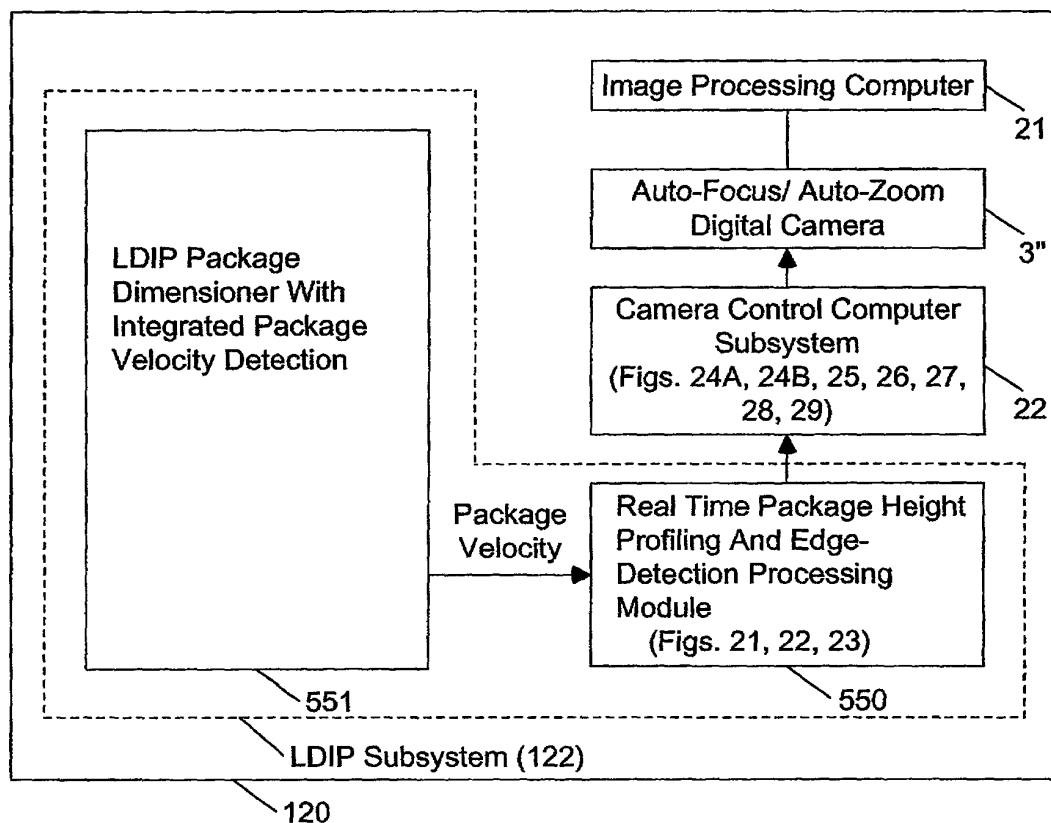 Image Processing Computer
21
Auto-Focus/ Auto-Zoom
Digital Camera
3"
LDIP Package
Dimensioner With
Integrated Package
Velocity Detection
Camera Control Computer
Subsystem
(Figs. 24A, 24B, 25, 26, 27,
28, 29)
22
Package
Velocity
Real Time Package Height
Profiling And Edge-
Detection Processing
Module
(Figs. 21, 22, 23)
551
550
LDIP Subsystem (122)
120